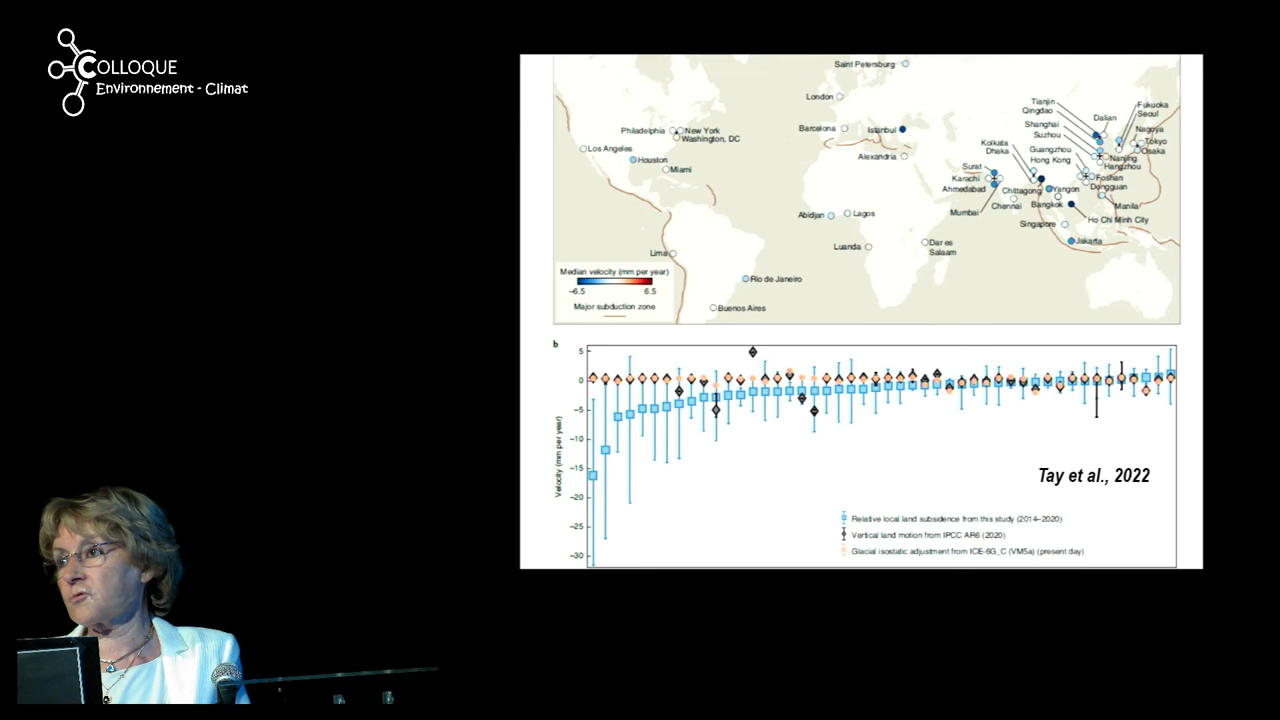 COLLOQUE
Environnement - Climat
Saint Petersburg
London
Barcelona
Istanbul
Alexandria
Philadelphia
New York
Washington, DC
Los Angeles
Houston
Miami
Tianjin
Qingdao
Dalian
Fukuoka
Seoul
Shanghai
Suzhou
Nagoya
Tokyo
Osaka
Kolkata
Dhaka
Guangzhou
Hong Kong
Nanjing
Hangzhou
Surat
Karachi
Ahmedabad
Foshan
Dongguan
Chittagong
Yangon
Chennai
Bangkok
Manila
Mumbai
Ho Chi Minh City
Singapore
Jakarta
Abidjan
Lagos
Luanda
Dar es
Salaam
Lima
Rio de Janeiro
Buenos Aires
Median velocity (mm per year)
−6.5 6.5
Major subduction zone
b
Velocity (mm per year)
5
0
−5
−10
−15
−20
−25
−30
Tay et al., 2022
Relative local land subsidence from this study (2014–2020)
Vertical land motion from IPCC AR6 (2020)
Glacial isostatic adjustment from ICE-6G_C (VM5a) (present day)